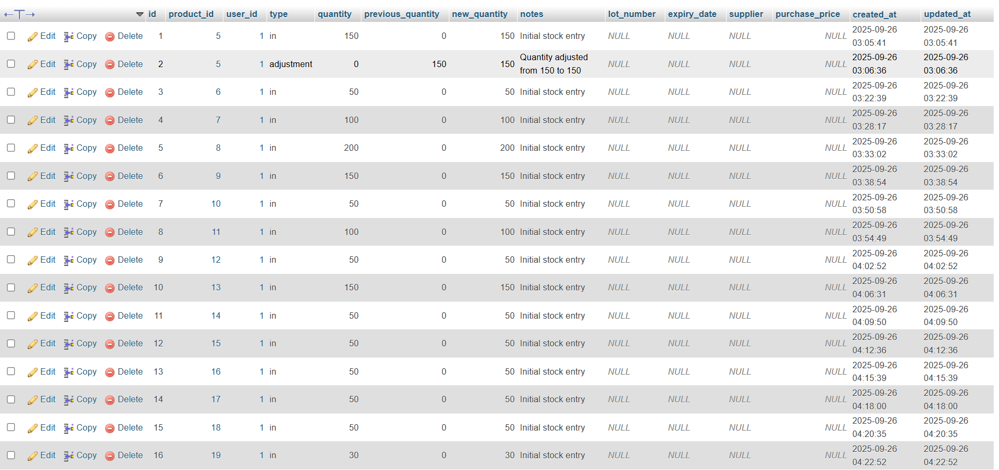 ←T→ id product_id user_id type quantity previous_quantity new_quantity notes lot_number expiry_date supplier purchase_price created_at updated_at
Edit Copy Delete 1 5 1 in 150 0 150 Initial stock entry NULL NULL NULL NULL 2025-09-26 03:05:41 2025-09-26 03:05:41
Edit Copy Delete 2 5 1 adjustment 0 150 150 Quantity adjusted from 150 to 150 NULL NULL NULL NULL 2025-09-26 03:06:36 2025-09-26 03:06:36
Edit Copy Delete 3 6 1 in 50 0 50 Initial stock entry NULL NULL NULL NULL 2025-09-26 03:22:39 2025-09-26 03:22:39
Edit Copy Delete 4 7 1 in 100 0 100 Initial stock entry NULL NULL NULL NULL 2025-09-26 03:28:17 2025-09-26 03:28:17
Edit Copy Delete 5 8 1 in 200 0 200 Initial stock entry NULL NULL NULL NULL 2025-09-26 03:33:02 2025-09-26 03:33:02
Edit Copy Delete 6 9 1 in 150 0 150 Initial stock entry NULL NULL NULL NULL 2025-09-26 03:38:54 2025-09-26 03:38:54
Edit Copy Delete 7 10 1 in 50 0 50 Initial stock entry NULL NULL NULL NULL 2025-09-26 03:50:58 2025-09-26 03:50:58
Edit Copy Delete 8 11 1 in 100 0 100 Initial stock entry NULL NULL NULL NULL 2025-09-26 03:54:49 2025-09-26 03:54:49
Edit Copy Delete 9 12 1 in 50 0 50 Initial stock entry NULL NULL NULL NULL 2025-09-26 04:02:52 2025-09-26 04:02:52
Edit Copy Delete 10 13 1 in 150 0 150 Initial stock entry NULL NULL NULL NULL 2025-09-26 04:06:31 2025-09-26 04:06:31
Edit Copy Delete 11 14 1 in 50 0 50 Initial stock entry NULL NULL NULL NULL 2025-09-26 04:09:50 2025-09-26 04:09:50
Edit Copy Delete 12 15 1 in 50 0 50 Initial stock entry NULL NULL NULL NULL 2025-09-26 04:12:36 2025-09-26 04:12:36
Edit Copy Delete 13 16 1 in 50 0 50 Initial stock entry NULL NULL NULL NULL 2025-09-26 04:15:39 2025-09-26 04:15:39
Edit Copy Delete 14 17 1 in 50 0 50 Initial stock entry NULL NULL NULL NULL 2025-09-26 04:18:00 2025-09-26 04:18:00
Edit Copy Delete 15 18 1 in 50 0 50 Initial stock entry NULL NULL NULL NULL 2025-09-26 04:20:35 2025-09-26 04:20:35
Edit Copy Delete 16 19 1 in 30 0 30 Initial stock entry NULL NULL NULL NULL 2025-09-26 04:22:52 2025-09-26 04:22:52